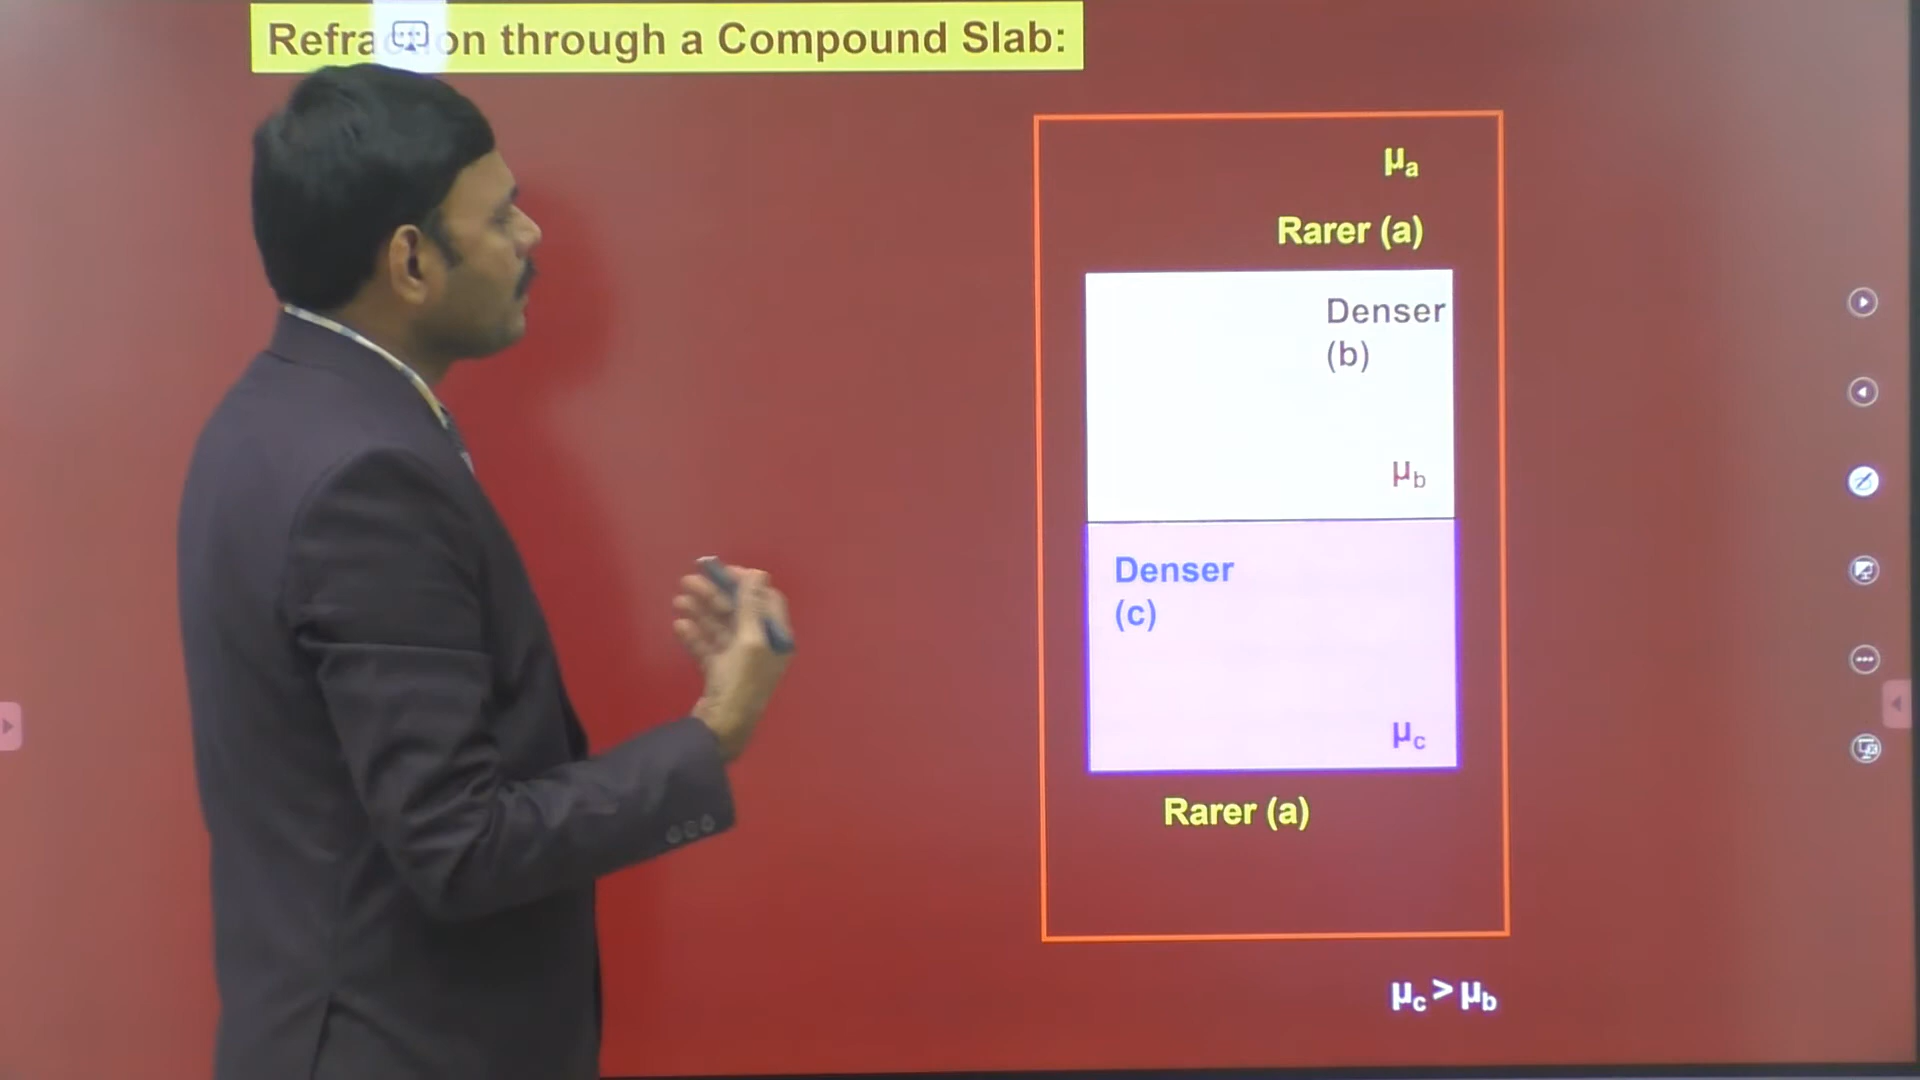 Refra on through a Compound Slab:
μa
Rarer (a)
Denser
(b)
μb
Denser
(c)
μc
Rarer (a)
μc > μb